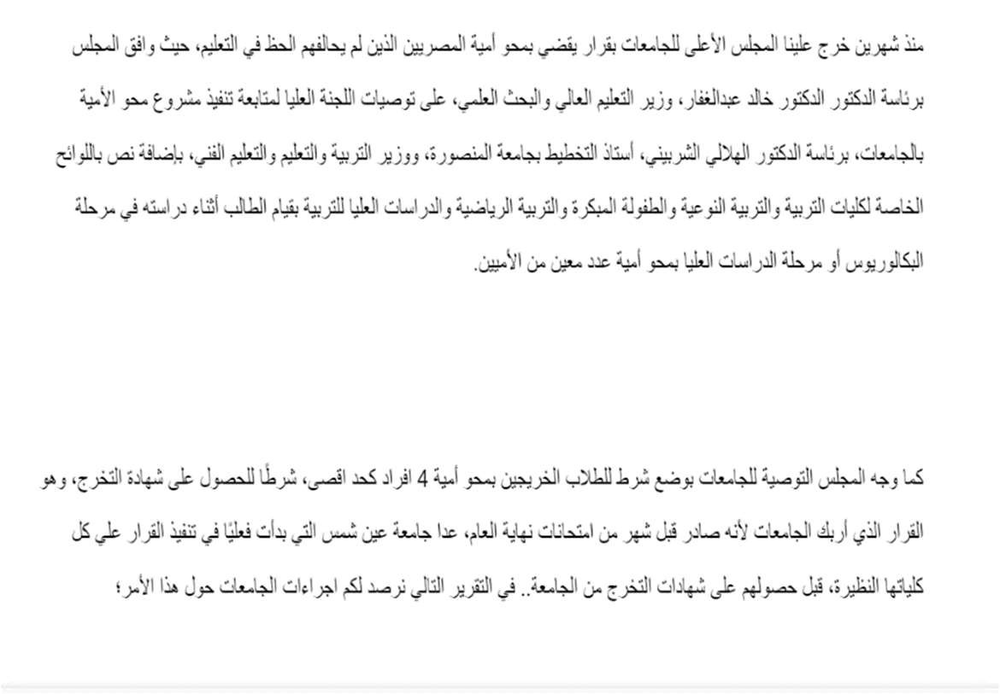 منذ شهرين خرج علينا المجلس الأعلى للجامعات بقرار يقضي بمحو أمية المصريين الذين لم يحالفهم الحظ في التعليم، حيث وافق المجلس
برئاسة الدكتور الدكتور خالد عبدالغفار، وزير التعليم العالي والبحث العلمي، على توصيات اللجنة العليا لمتابعة تنفيذ مشروع محو الأمية
بالجامعات، برئاسة الدكتور الهلالي الشربيني، أستاذ التخطيط بجامعة المنصورة، ووزير التربية والتعليم والتعليم الفني، بإضافة نص باللوائح
الخاصة لكليات التربية والتربية النوعية والطفولة المبكرة والتربية الرياضية والدراسات العليا للتربية بقيام الطالب أثناء دراسته في مرحلة
البكالوريوس أو مرحلة الدراسات العليا بمحو أمية عدد معين من الأميين.
كما وجه المجلس التوصية للجامعات بوضع شرط للطلاب الخريجين بمحو أمية 4 افراد كحد اقصى، شرطًا للحصول على شهادة التخرج، وهو
القرار الذي أربك الجامعات لأنه صادر قبل شهر من امتحانات نهاية العام، عدا جامعة عين شمس التي بدأت فعليًا في تنفيذ القرار علي كل
كلياتها النظيرة، قبل حصولهم على شهادات التخرج من الجامعة.. في التقرير التالي نرصد لكم اجراءات الجامعات حول هذا الأمر؛